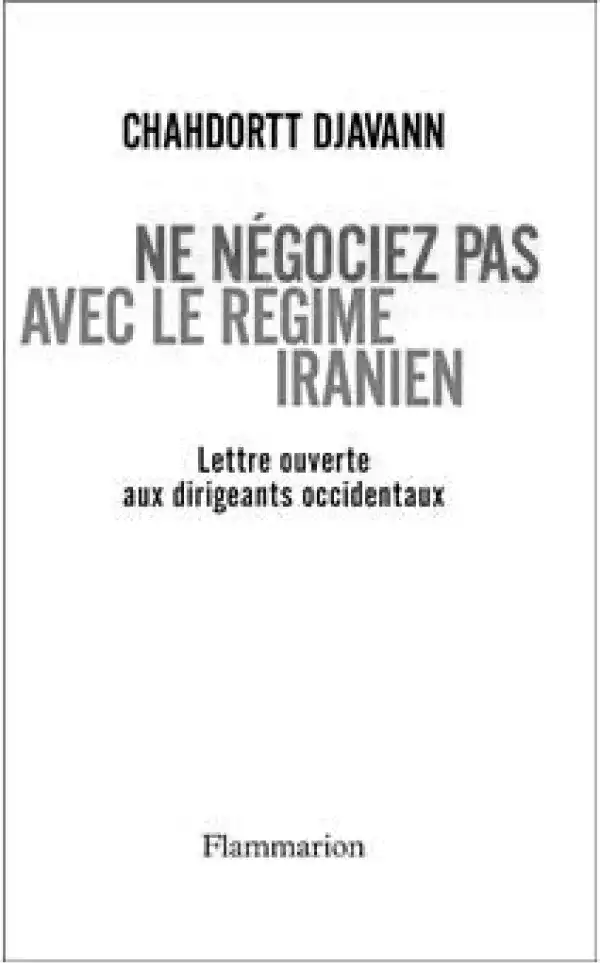 CHAHDORTT DJAVANN
NE NÉGOCIEZ PAS
AVEC LE REGIME
IRANIEN
Lettre ouverte
aux dirigeants occidentaux
Flammarion